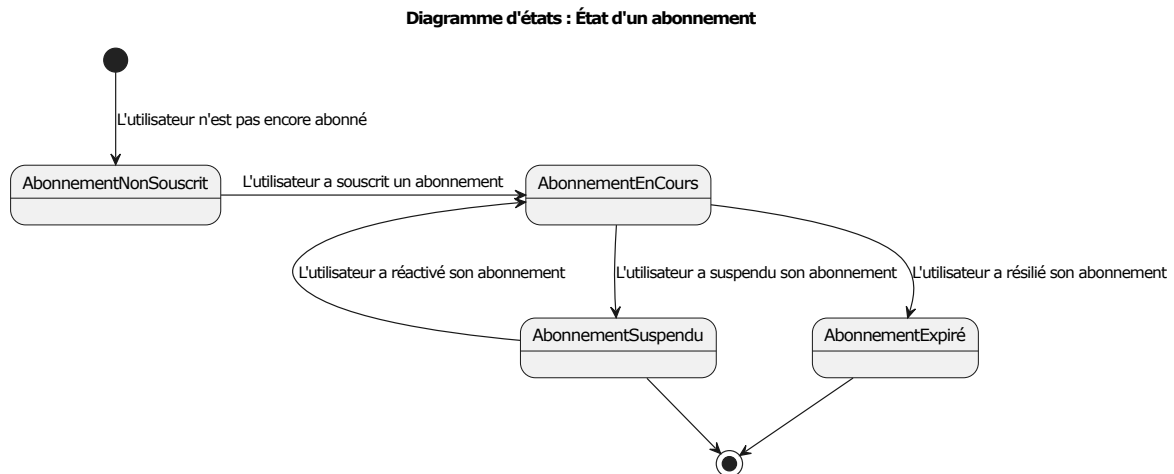 Diagramme d'états : État d'un abonnement
L'utilisateur n'est pas encore abonné
AbonnementNonSouscrit
L'utilisateur a souscrit un abonnement
AbonnementEnCours
L'utilisateur a réactivé son abonnement
L'utilisateur a suspendu son abonnement
L'utilisateur a résilié son abonnement
AbonnementSuspendu
AbonnementExpiré